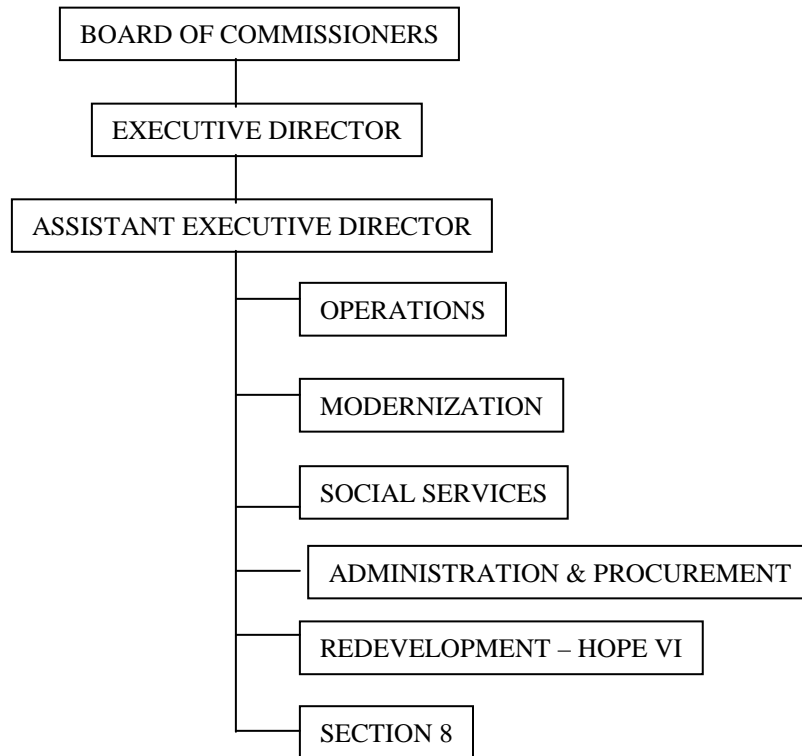 BOARD OF COMMISSIONERS
EXECUTIVE DIRECTOR
ASSISTANT EXECUTIVE DIRECTOR
OPERATIONS
MODERNIZATION
SOCIAL SERVICES
ADMINISTRATION & PROCUREMENT
REDEVELOPMENT – HOPE VI
SECTION 8